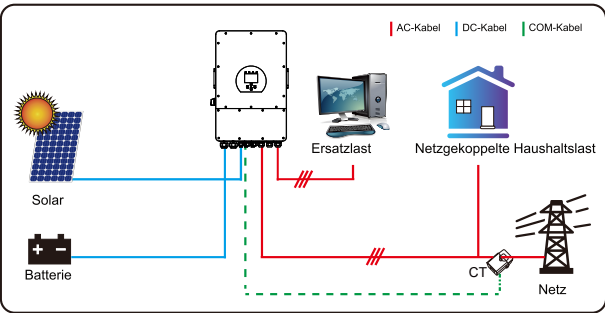 AC-Kabel
DC-Kabel
COM-Kabel
Ersatzlast
Netzgekoppelte Haushaltslast
Solar
Batterie
CT
Netz